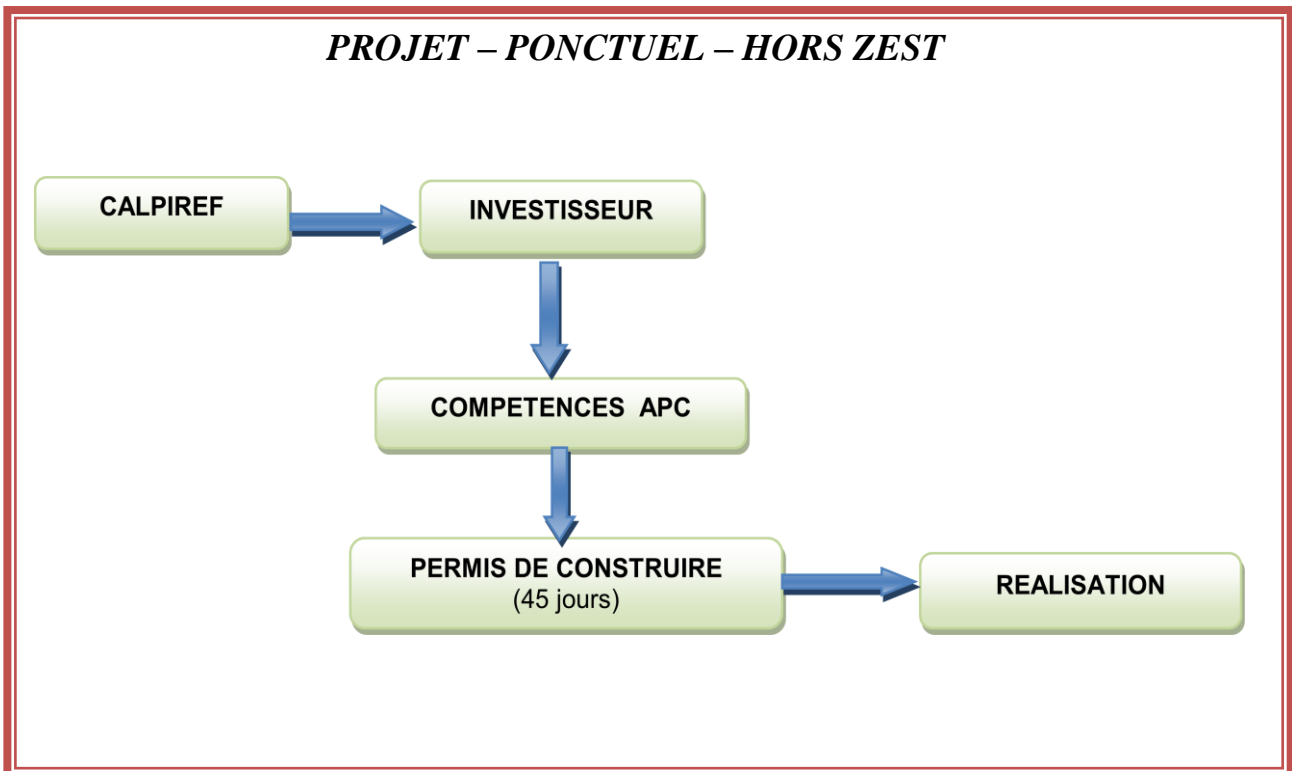 PROJET – PONCTUEL – HORS ZEST
CALPIREF
INVESTISSEUR
COMPETENCES APC
PERMIS DE CONSTRUIRE
(45 jours)
REALISATION